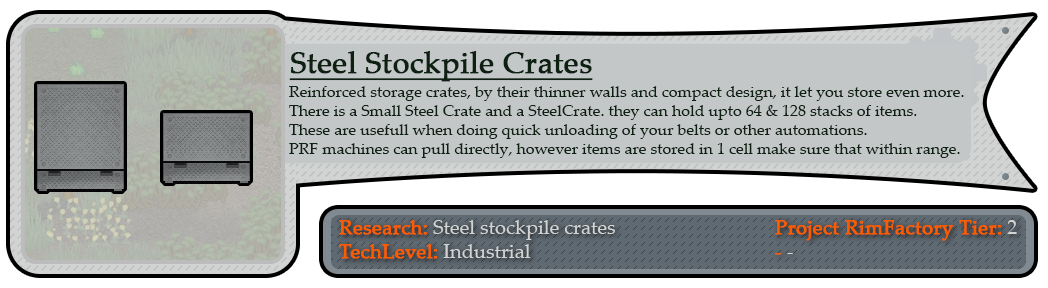 Steel Stockpile Crates
Reinforced storage crates, by their thinner walls and compact design, it let you store even more.
There is a Small Steel Crate and a SteelCrate. they can hold upto 64 & 128 stacks of items.
These are usefull when doing quick unloading of your belts or other automations.
PRF machines can pull directly, however items are stored in 1 cell make sure that within range.
Research: Steel stockpile crates
TechLevel: Industrial
Project RimFactory Tier: 2
- -